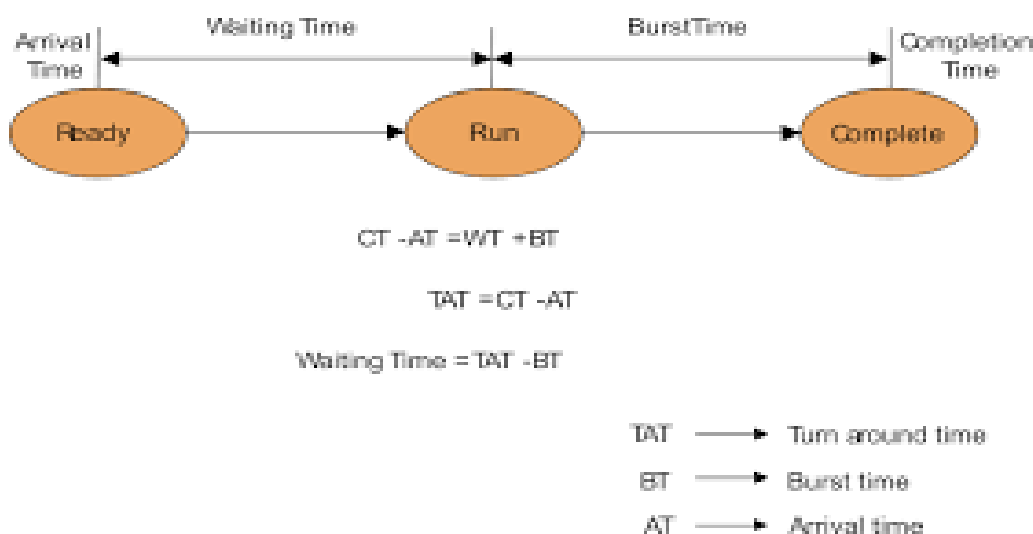 Arrival Time
Waiting Time
BurstTime
Completion Time
Ready
Run
Complete
CT -AT =WT +BT
TAT =CT -AT
Waiting Time =TAT -BT
TAT Turn around time
BT Burst time
AT Arrival time